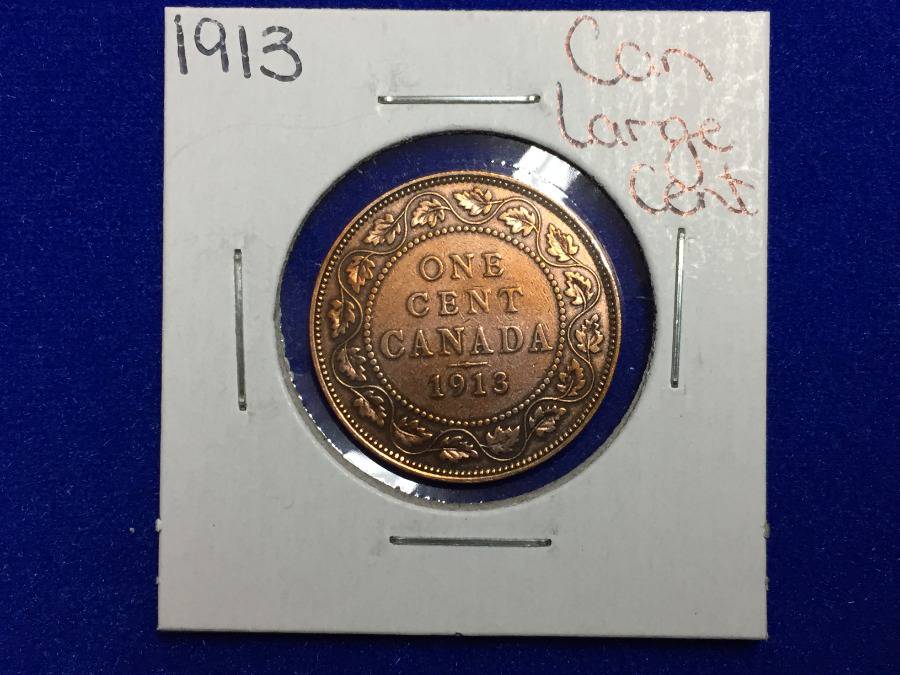 1913
Can
Large
Cent
ONE
CENT
CANADA
1913